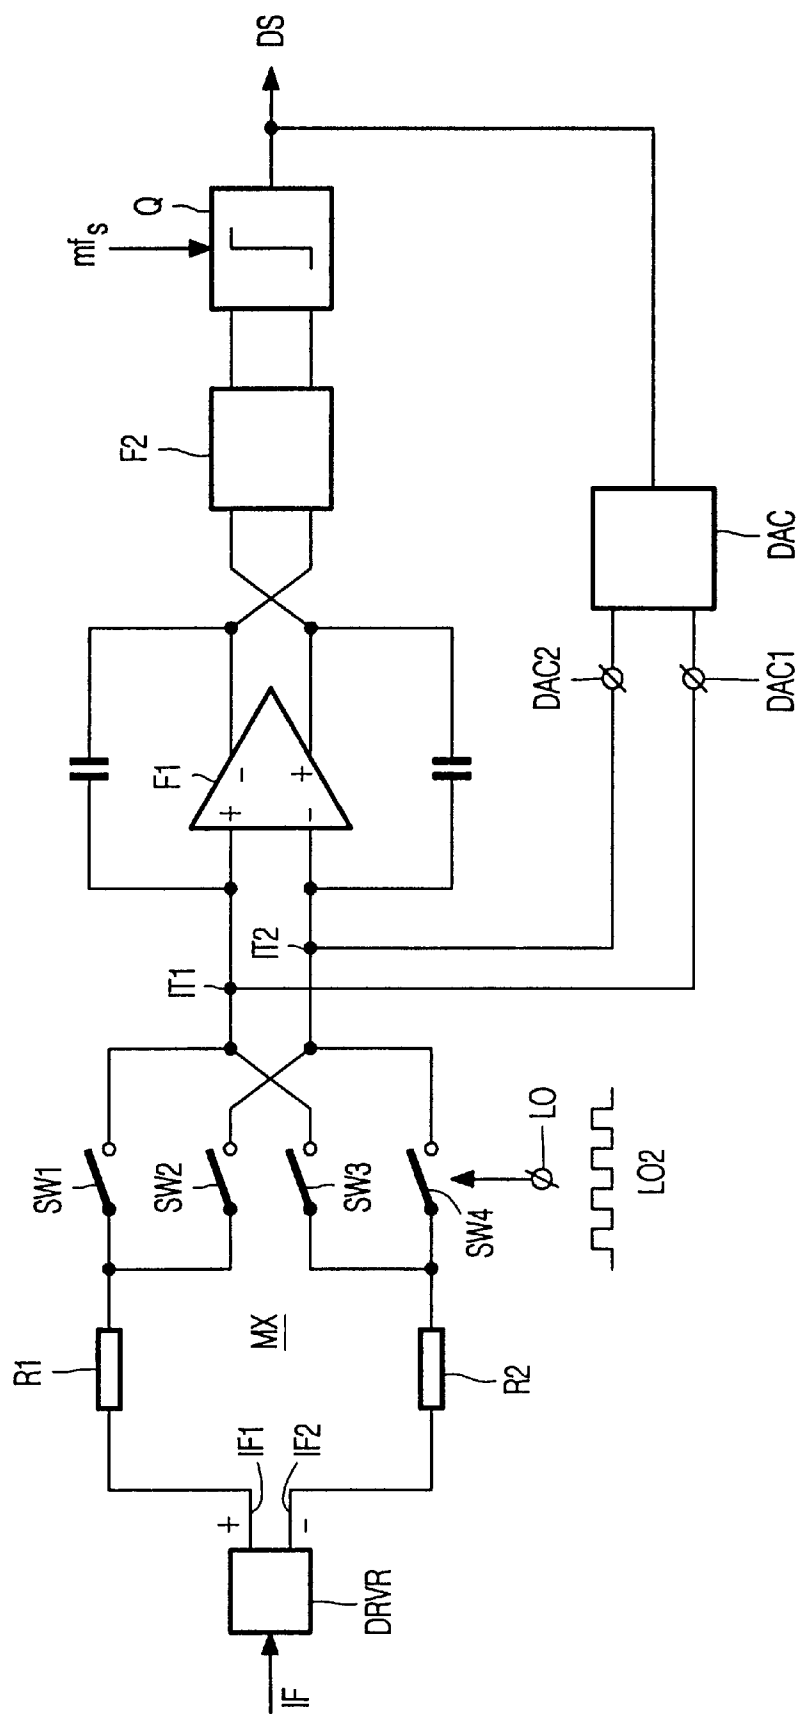 IF
DRVR
+
-
IF1
IF2
R1
R2
MX
SW1
SW2
SW3
SW4
LO
LO2
IT1
IT2
F1
+
-
-
+
F2
Q
mfs
DS
DAC2
DAC1
DAC